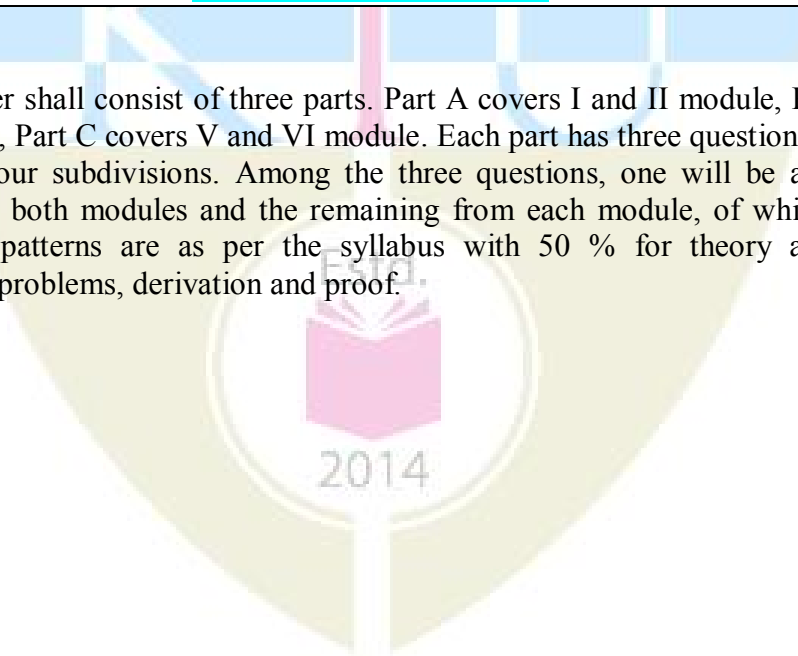 er shall consist of three parts. Part A covers I and II module, 
, Part C covers V and VI module. Each part has three question
our subdivisions. Among the three questions, one will be a
both modules and the remaining from each module, of whi
patterns are as per the syllabus with 50 % for theory a
problems, derivation and proof.
Estd.
2014